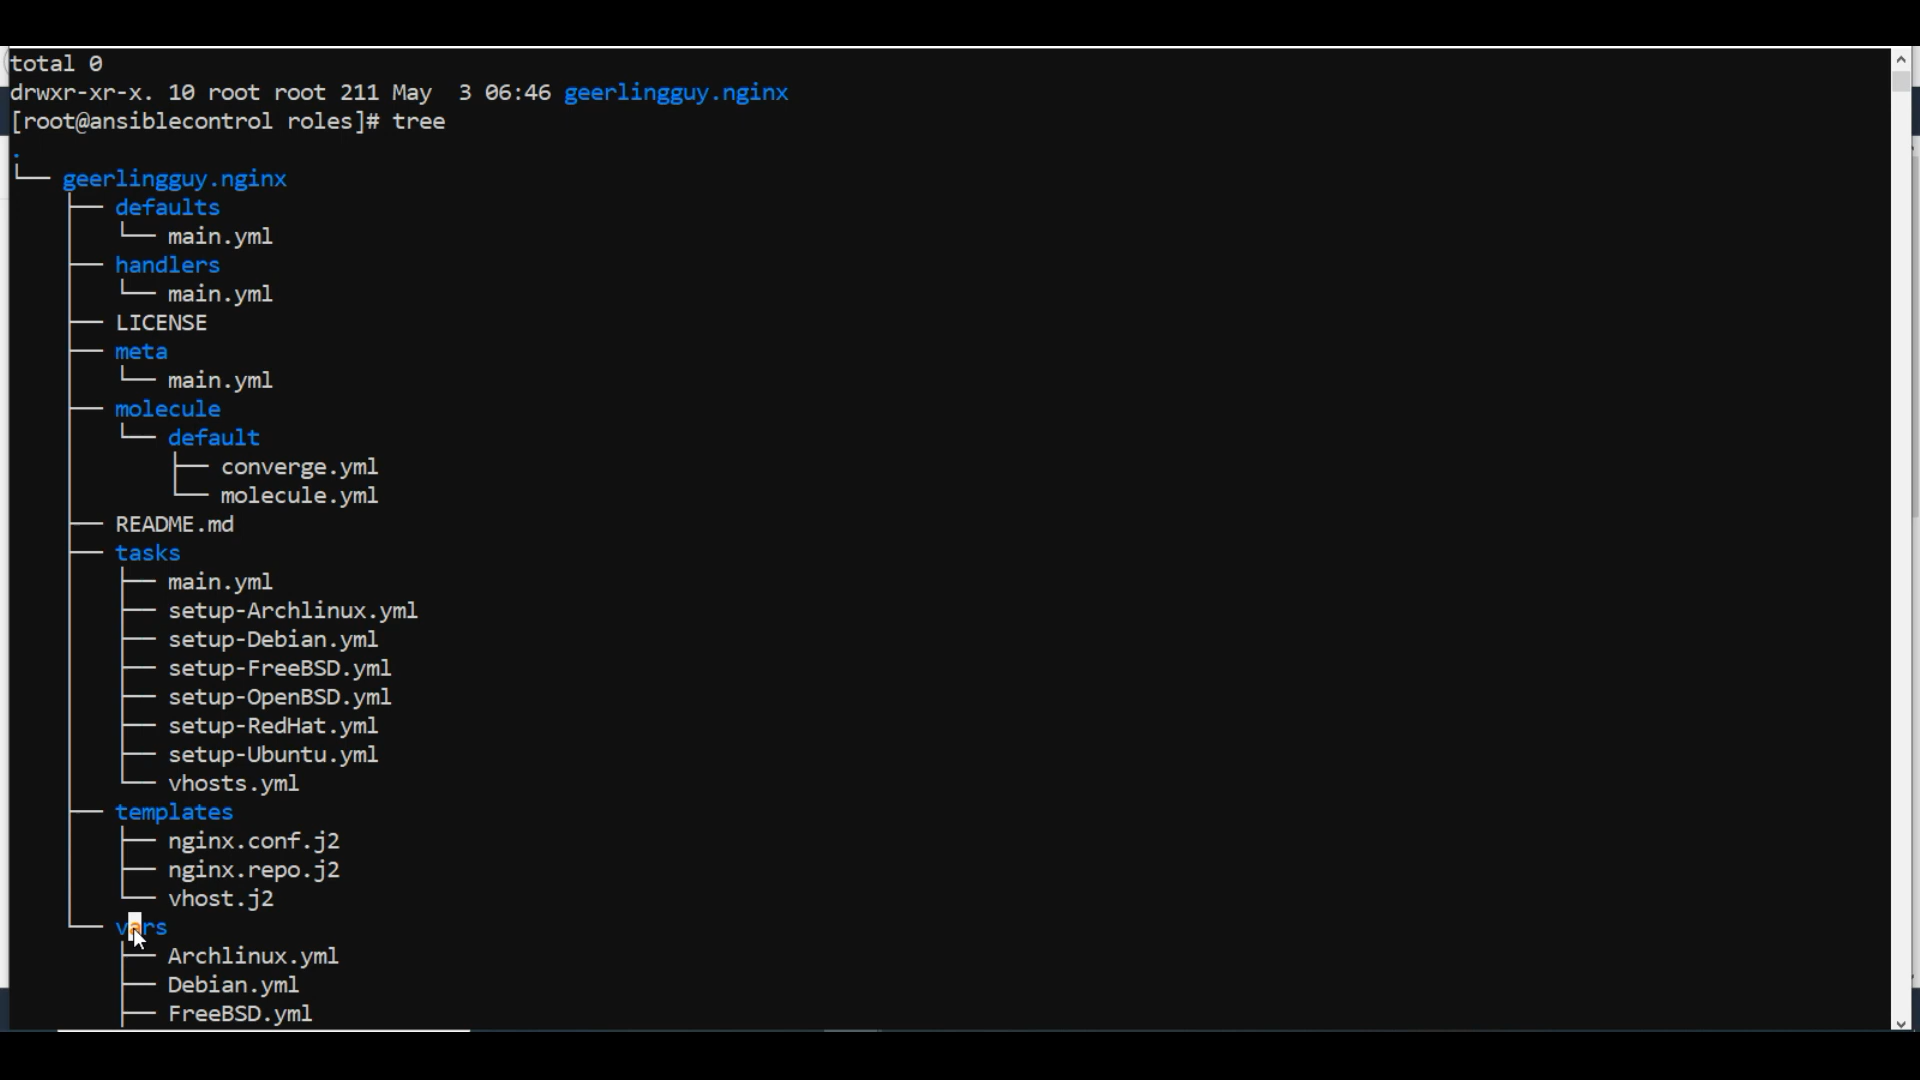 total 0
drwxr-xr-x. 10 root root 211 May  3 06:46 geerlingguy.nginx
[root@ansiblecontrol roles]# tree
.
└── geerlingguy.nginx
    ├── defaults
    │   └── main.yml
    ├── handlers
    │   └── main.yml
    ├── LICENSE
    ├── meta
    │   └── main.yml
    ├── molecule
    │   └── default
    │       ├── converge.yml
    │       └── molecule.yml
    ├── README.md
    ├── tasks
    │   ├── main.yml
    │   ├── setup-Archlinux.yml
    │   ├── setup-Debian.yml
    │   ├── setup-FreeBSD.yml
    │   ├── setup-OpenBSD.yml
    │   ├── setup-RedHat.yml
    │   ├── setup-Ubuntu.yml
    │   └── vhosts.yml
    ├── templates
    │   ├── nginx.conf.j2
    │   ├── nginx.repo.j2
    │   └── vhost.j2
    └── vars
        ├── Archlinux.yml
        ├── Debian.yml
        ├── FreeBSD.yml